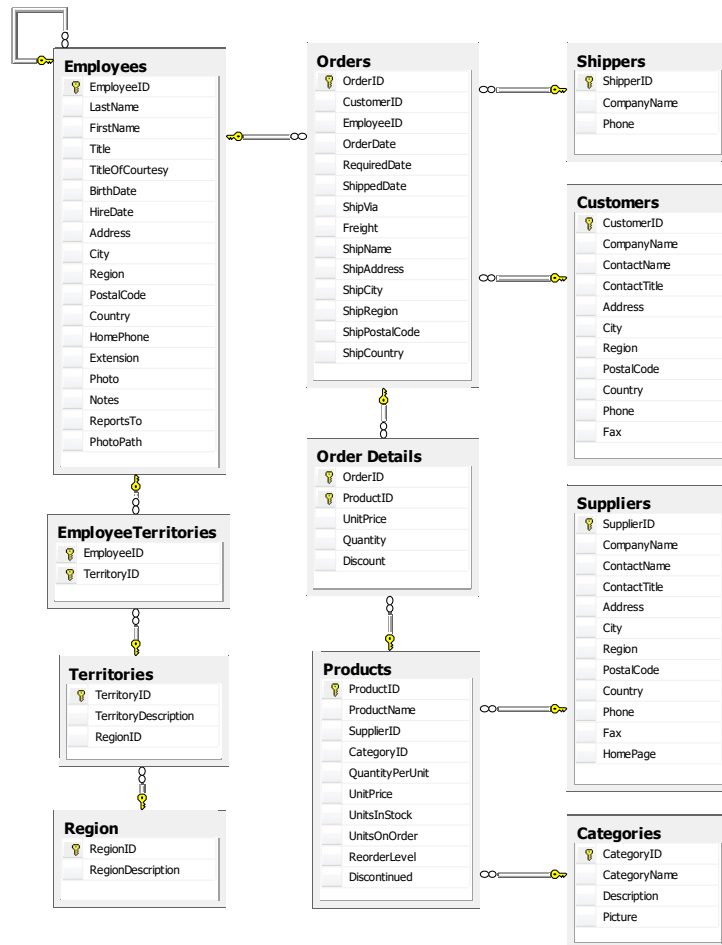 Employees
EmployeeID
LastName
FirstName
Title
TitleOfCourtesy
BirthDate
HireDate
Address
City
Region
PostalCode
Country
HomePhone
Extension
Photo
Notes
ReportsTo
PhotoPath
EmployeeTerritories
EmployeeID
TerritoryID
Territories
TerritoryID
TerritoryDescription
RegionID
Region
RegionID
RegionDescription
Orders
OrderID
CustomerID
EmployeeID
OrderDate
RequiredDate
ShippedDate
ShipVia
Freight
ShipName
ShipAddress
ShipCity
ShipRegion
ShipPostalCode
ShipCountry
Order Details
OrderID
ProductID
UnitPrice
Quantity
Discount
Products
ProductID
ProductName
SupplierID
CategoryID
QuantityPerUnit
UnitPrice
UnitsInStock
UnitsOnOrder
ReorderLevel
Discontinued
Shippers
ShipperID
CompanyName
Phone
Customers
CustomerID
CompanyName
ContactName
ContactTitle
Address
City
Region
PostalCode
Country
Phone
Fax
Suppliers
SupplierID
CompanyName
ContactName
ContactTitle
Address
City
Region
PostalCode
Country
Phone
Fax
HomePage
Categories
CategoryID
CategoryName
Description
Picture